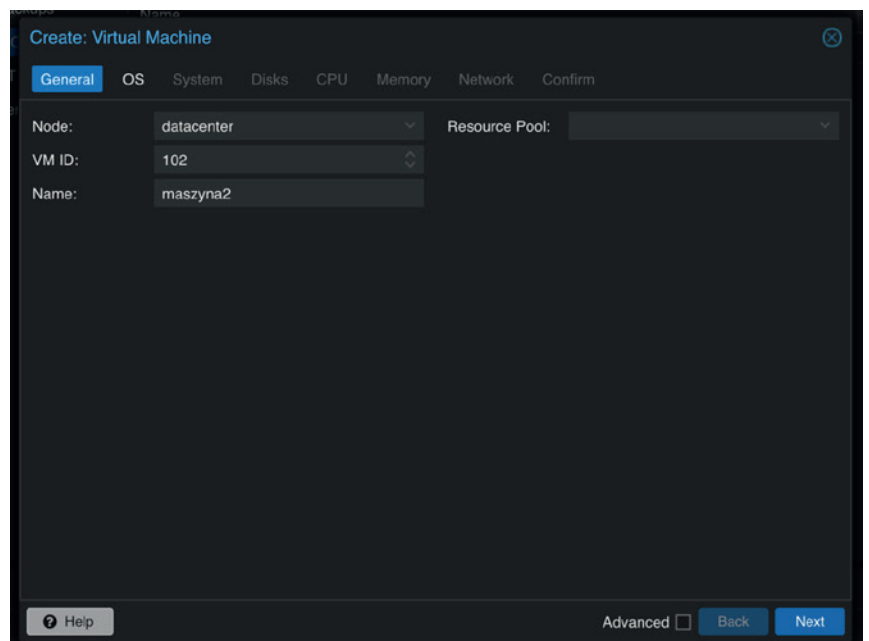 Name
Create: Virtual Machine
General OS System Disks CPU Memory Network Confirm
Node: datacenter Resource Pool:
VM ID: 102
Name: maszyna2
Help Advanced Back Next